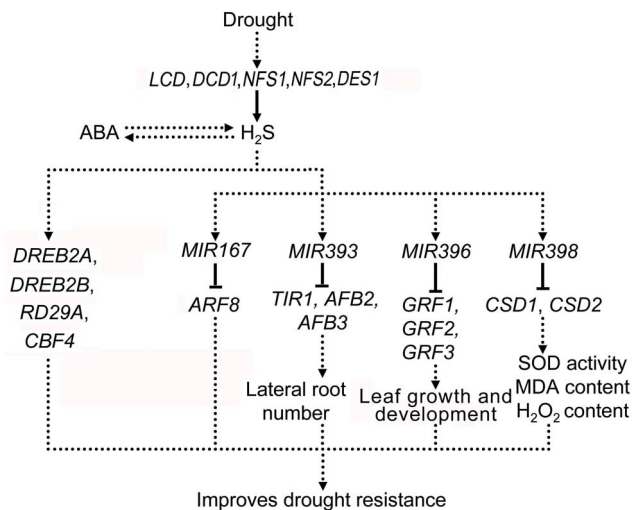 Drought
LCD,DCD1,NFS1,NFS2,DES1
ABA
H₂S
DREB2A,
DREB2B,
RD29A,
CBF4
MIR167
ARF8
MIR393
TIR1, AFB2,
AFB3
Lateral root
number
MIR396
GRF1,
GRF2,
GRF3
Leaf growth and
development
MIR398
CSD1, CSD2
SOD activity
MDA content
H₂O₂ content
Improves drought resistance